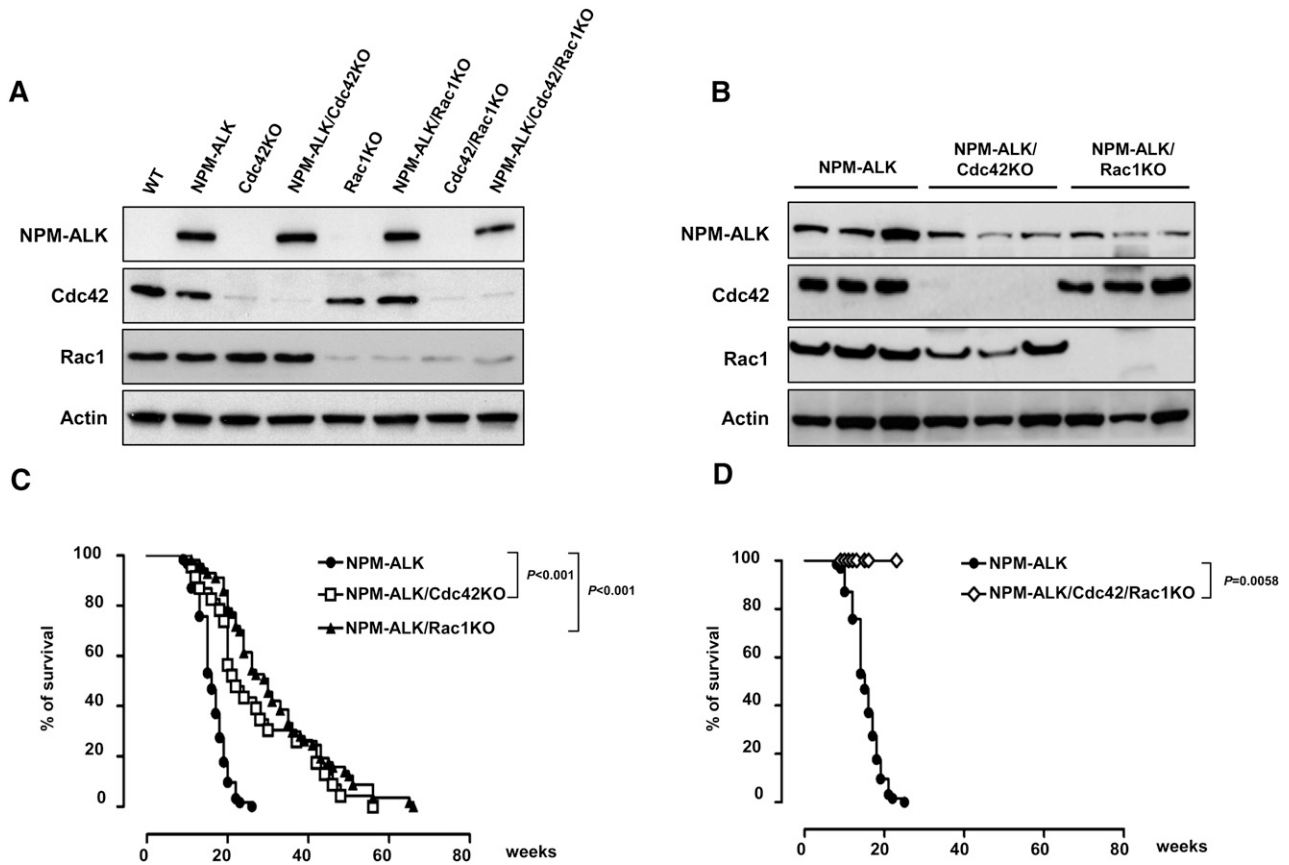 A
WT
NPM-ALK
Cdc42KO
NPM-ALK/Cdc42KO
Rac1KO
NPM-ALK/Rac1KO
Cdc42/Rac1KO
NPM-ALK/Cdc42/Rac1KO
NPM-ALK
Cdc42
Rac1
Actin
B
NPM-ALK
NPM-ALK/
Cdc42KO
NPM-ALK/
Rac1KO
NPM-ALK
Cdc42
Rac1
Actin
C
% of survival
100
80
60
40
20
0
NPM-ALK
NPM-ALK/Cdc42KO
NPM-ALK/Rac1KO
P<0.001
P<0.001
0 20 40 60 80 weeks
D
% of survival
100
80
60
40
20
0
NPM-ALK
NPM-ALK/Cdc42/Rac1KO
P=0.0058
0 20 40 60 80 weeks